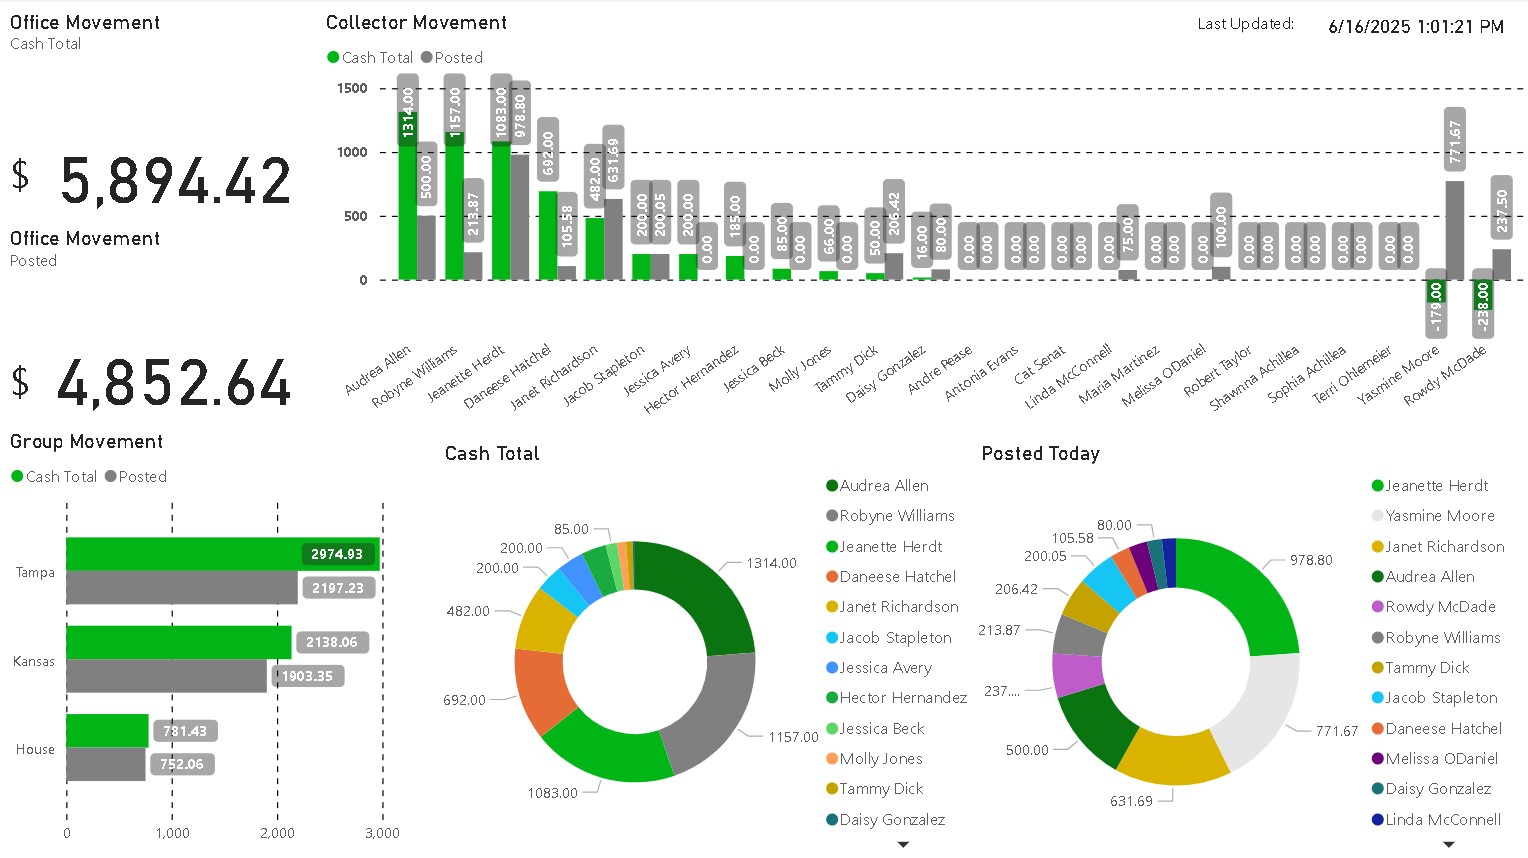 Office Movement
Cash Total
$ 5,894.42
Office Movement
Posted
$ 4,852.64
Collector Movement
Last Updated: 6/16/2025 1:01:21 PM
Cash Total Posted
1500
1000
500
0
1314.00 500.00
1157.00 213.87
1083.00 978.80
692.00 105.58
482.00 631.69
200.00 200.05
200.00 0.00
185.00 0.00
85.00 0.00
66.00 0.00
50.00 206.42
16.00 80.00
0.00 0.00
0.00 0.00
0.00 0.00
0.00 75.00
0.00 0.00
0.00 100.00
0.00 0.00
0.00 0.00
0.00 0.00
0.00 0.00
-179.00 771.67
-238.00 237.50
Audrea Allen
Robyne Williams
Jeanette Herdt
Daneese Hatchel
Janet Richardson
Jacob Stapleton
Jessica Avery
Hector Hernandez
Jessica Beck
Molly Jones
Tammy Dick
Daisy Gonzalez
Andre Pease
Antonia Evans
Cat Senat
Linda McConnell
Maria Martinez
Melissa ODaniel
Robert Taylor
Shawnna Achillea
Sophia Achillea
Terri Ohlemeier
Yasmine Moore
Rowdy McDade
Group Movement
Cash Total Posted
Tampa
2974.93
2197.23
Kansas
2138.06
1903.35
House
781.43
752.06
0 1,000 2,000 3,000
Cash Total
85.00
200.00
200.00
482.00
692.00
1083.00
1157.00
1314.00
Audrea Allen
Robyne Williams
Jeanette Herdt
Daneese Hatchel
Janet Richardson
Jacob Stapleton
Jessica Avery
Hector Hernandez
Jessica Beck
Molly Jones
Tammy Dick
Daisy Gonzalez
Posted Today
80.00
105.58
200.05
206.42
213.87
237....
500.00
631.69
771.67
978.80
Jeanette Herdt
Yasmine Moore
Janet Richardson
Audrea Allen
Rowdy McDade
Robyne Williams
Tammy Dick
Jacob Stapleton
Daneese Hatchel
Melissa ODaniel
Daisy Gonzalez
Linda McConnell